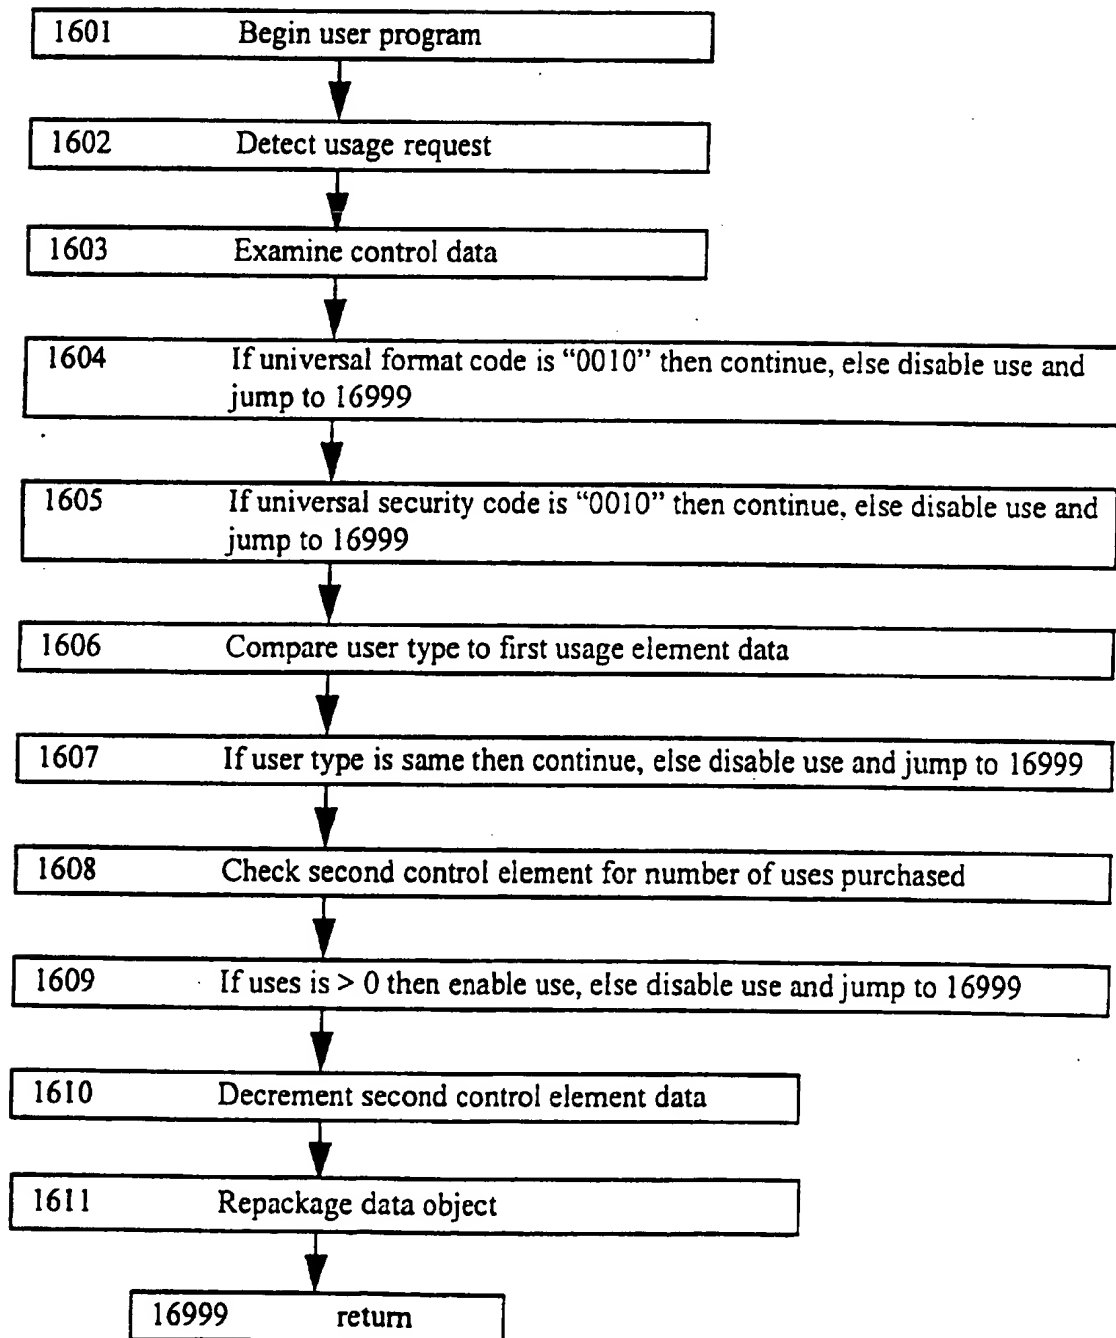 1601 Begin user program
1602 Detect usage request
1603 Examine control data
1604 If universal format code is “0010” then continue, else disable use and
jump to 16999
1605 If universal security code is “0010” then continue, else disable use and
jump to 16999
1606 Compare user type to first usage element data
1607 If user type is same then continue, else disable use and jump to 16999
1608 Check second control element for number of uses purchased
1609 If uses is > 0 then enable use, else disable use and jump to 16999
1610 Decrement second control element data
1611 Repackage data object
16999 return